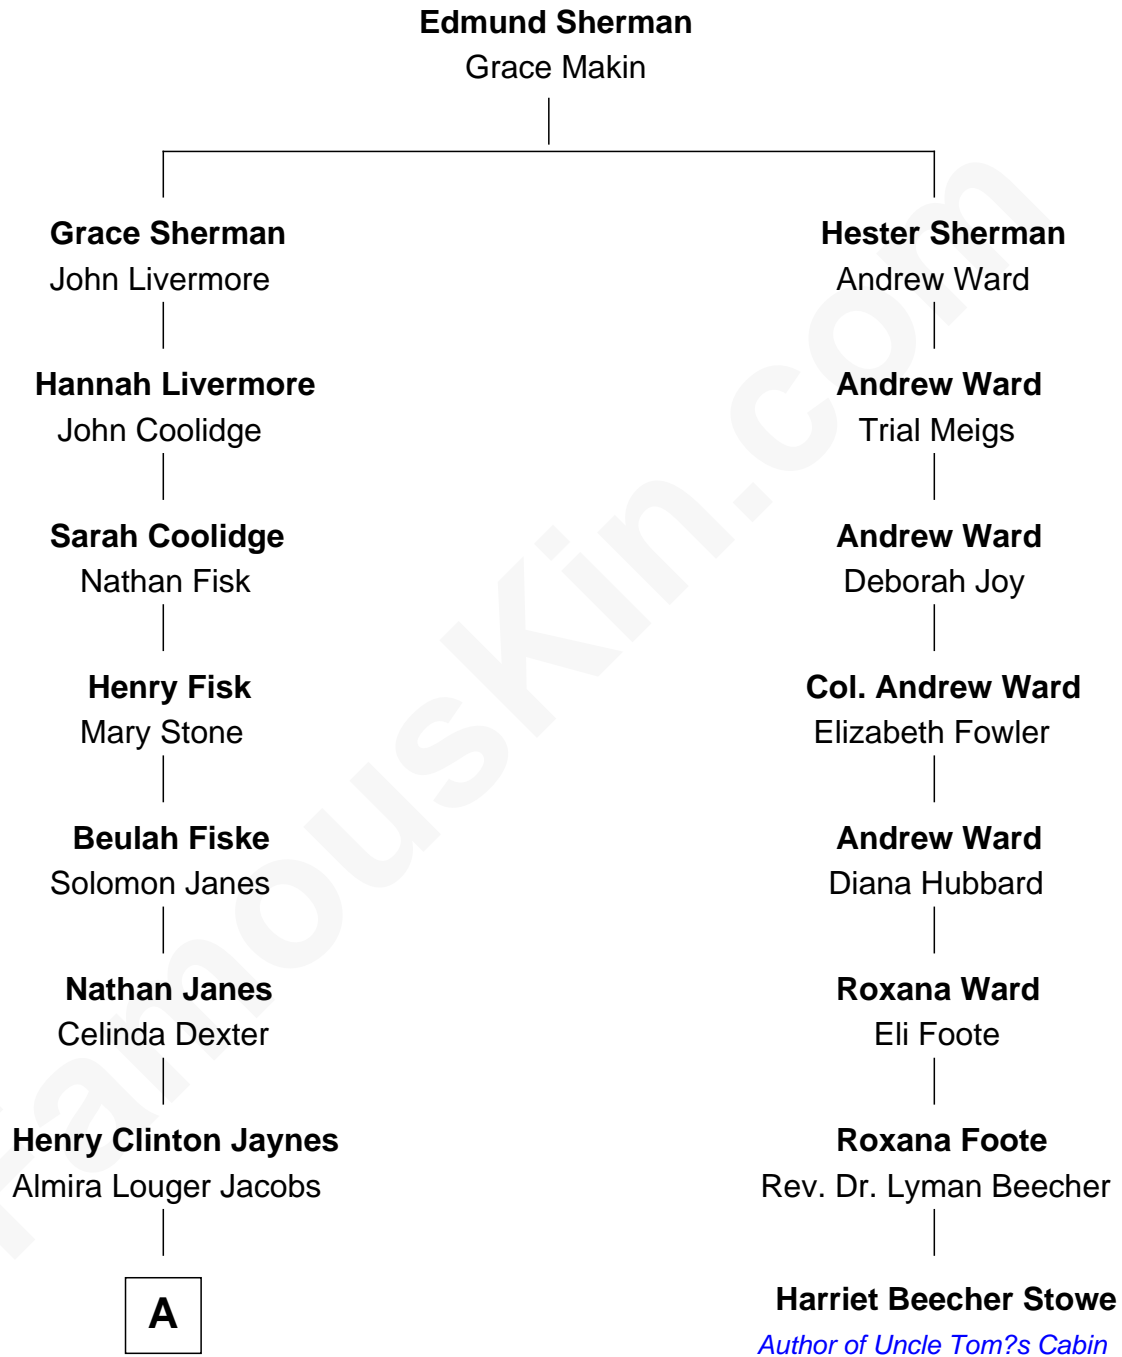 Edmund Sherman
Grace Makin
Grace Sherman
John Livermore
Hester Sherman
Andrew Ward
Hannah Livermore
John Coolidge
Andrew Ward
Trial Meigs
Sarah Coolidge
Nathan Fisk
Andrew Ward
Deborah Joy
Henry Fisk
Mary Stone
Col. Andrew Ward
Elizabeth Fowler
Beulah Fiske
Solomon Janes
Andrew Ward
Diana Hubbard
Nathan Janes
Celinda Dexter
Roxana Ward
Eli Foote
Henry Clinton Jaynes
Almira Louger Jacobs
Roxana Foote
Rev. Dr. Lyman Beecher
A
Harriet Beecher Stowe
Author of Uncle Tom?s Cabin
FamousKin.com